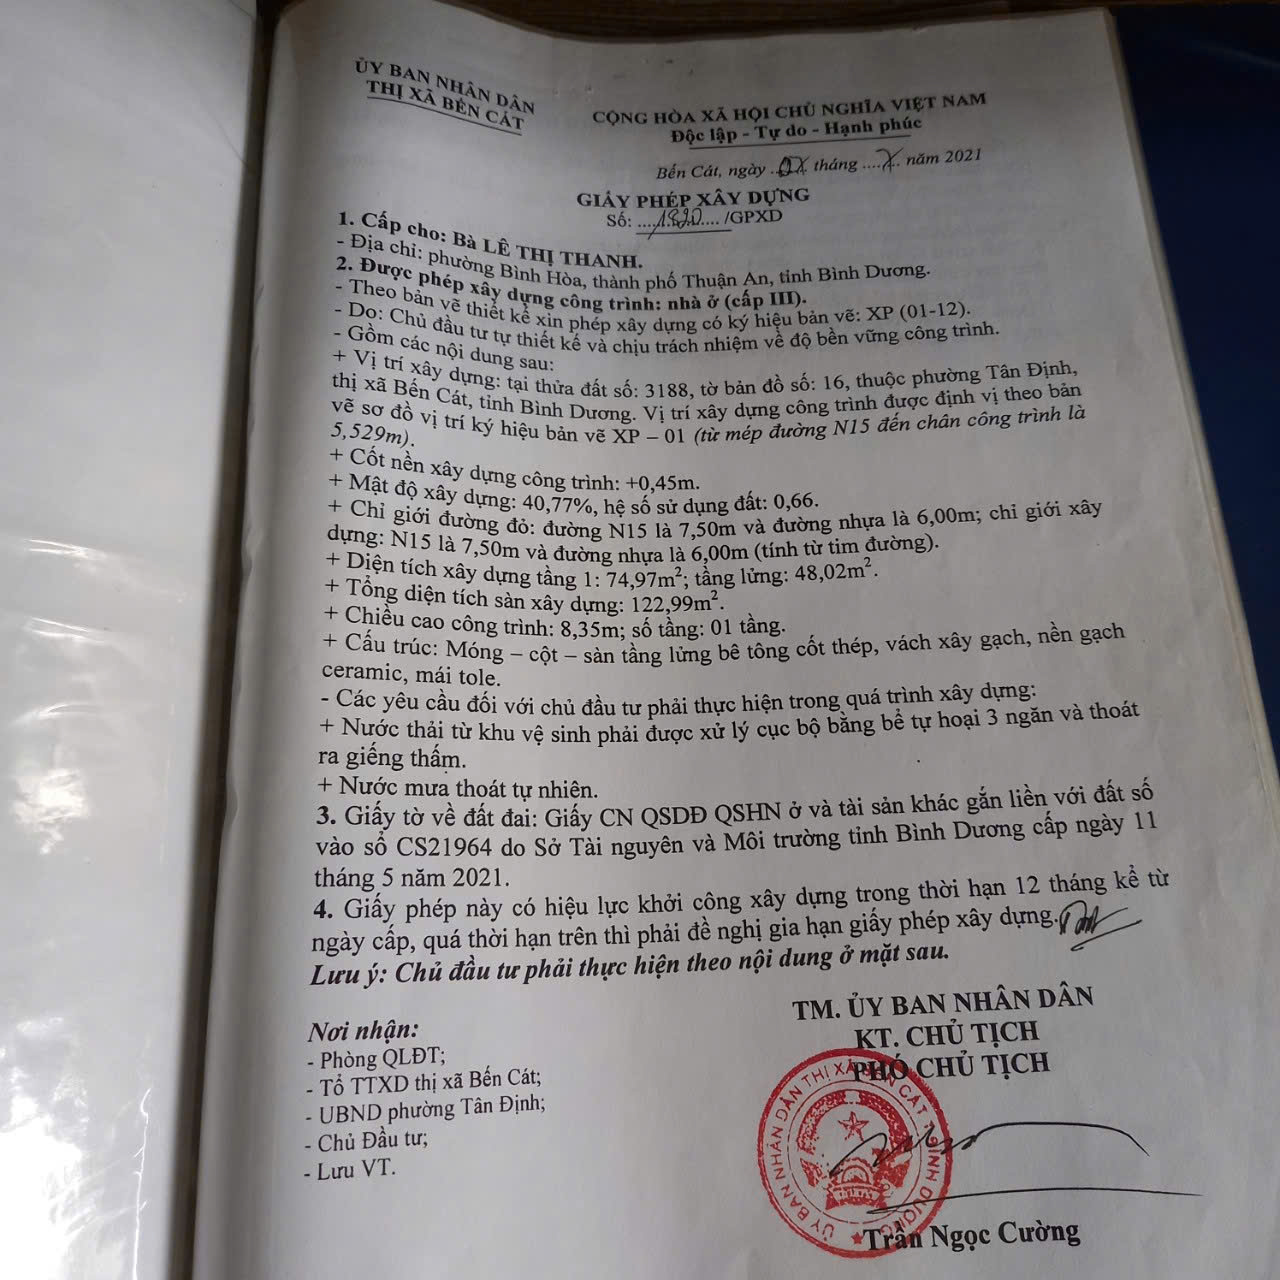 ỦY BAN NHÂN DÂN
THỊ XÃ BẾN CÁT
CỘNG HÒA XÃ HỘI CHỦ NGHĨA VIỆT NAM
Độc lập - Tự do - Hạnh phúc
Bến Cát, ngày ... tháng ....7.. năm 2021
GIẤY PHÉP XÂY DỰNG
Số: ....1820.... /GPXD
1. Cấp cho: Bà LÊ THỊ THANH.
- Địa chỉ: phường Bình Hòa, thành phố Thuận An, tỉnh Bình Dương.
2. Được phép xây dựng công trình: nhà ở (cấp III).
- Theo bản vẽ thiết kế xin phép xây dựng có ký hiệu bản vẽ: XP (01-12).
- Do: Chủ đầu tư tự thiết kế và chịu trách nhiệm về độ bền vững công trình.
- Gồm các nội dung sau:
+ Vị trí xây dựng: tại thửa đất số: 3188, tờ bản đồ số: 16, thuộc phường Tân Định,
thị xã Bến Cát, tỉnh Bình Dương. Vị trí xây dựng công trình được định vị theo bản
vẽ sơ đồ vị trí ký hiệu bản vẽ XP – 01 (từ mép đường N15 đến chân công trình là
5,529m).
+ Cốt nền xây dựng công trình: +0,45m.
+ Mật độ xây dựng: 40,77%, hệ số sử dụng đất: 0,66.
+ Chỉ giới đường đỏ: đường N15 là 7,50m và đường nhựa là 6,00m; chỉ giới xây
dựng: N15 là 7,50m và đường nhựa là 6,00m (tính từ tim đường).
+ Diện tích xây dựng tầng 1: 74,97m²; tầng lửng: 48,02m².
+ Tổng diện tích sàn xây dựng: 122,99m².
+ Chiều cao công trình: 8,35m; số tầng: 01 tầng.
+ Cấu trúc: Móng – cột – sàn tầng lửng bê tông cốt thép, vách xây gạch, nền gạch
ceramic, mái tole.
- Các yêu cầu đối với chủ đầu tư phải thực hiện trong quá trình xây dựng:
+ Nước thải từ khu vệ sinh phải được xử lý cục bộ bằng bể tự hoại 3 ngăn và thoát
ra giếng thấm.
+ Nước mưa thoát tự nhiên.
3. Giấy tờ về đất đai: Giấy CN QSDĐ QSHN ở và tài sản khác gắn liền với đất số
vào sổ CS21964 do Sở Tài nguyên và Môi trường tỉnh Bình Dương cấp ngày 11
tháng 5 năm 2021.
4. Giấy phép này có hiệu lực khởi công xây dựng trong thời hạn 12 tháng kể từ
ngày cấp, quá thời hạn trên thì phải đề nghị gia hạn giấy phép xây dựng.
Lưu ý: Chủ đầu tư phải thực hiện theo nội dung ở mặt sau.
Nơi nhận:
- Phòng QLĐT;
- Tổ TTXD thị xã Bến Cát;
- UBND phường Tân Định;
- Chủ Đầu tư;
- Lưu VT.
TM. ỦY BAN NHÂN DÂN
KT. CHỦ TỊCH
PHÓ CHỦ TỊCH
ỦY BAN NHÂN DÂN THỊ XÃ BẾN CÁT T. BÌNH DƯƠNG
Trần Ngọc Cường